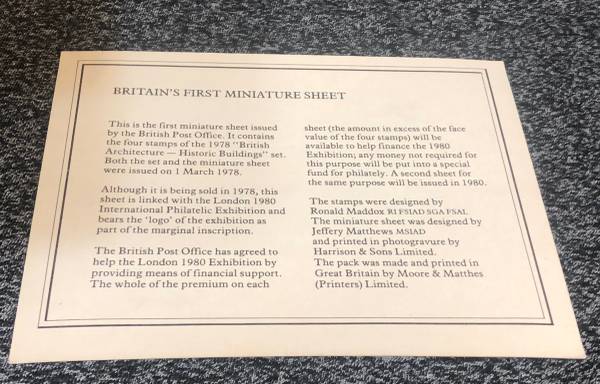 BRITAIN'S FIRST MINIATURE SHEET
This is the first miniature sheet issued
by the British Post Office. It contains
the four stamps of the 1978 "British
Architecture — Historic Buildings" set.
Both the set and the miniature sheet
were issued on 1 March 1978.
Although it is being sold in 1978, this
sheet is linked with the London 1980
International Philatelic Exhibition and
bears the 'logo' of the exhibition as
part of the marginal inscription.
The British Post Office has agreed to
help the London 1980 Exhibition by
providing means of financial support.
The whole of the premium on each
sheet (the amount in excess of the face
value of the four stamps) will be
available to help finance the 1980
Exhibition; any money not required for
this purpose will be put into a special
fund for philately. A second sheet for
the same purpose will be issued in 1980.
The stamps were designed by
Ronald Maddox RI FSIAD SGA FSAI.
The miniature sheet was designed by
Jeffery Matthews MSIAD
and printed in photogravure by
Harrison & Sons Limited.
The pack was made and printed in
Great Britain by Moore & Matthes
(Printers) Limited.